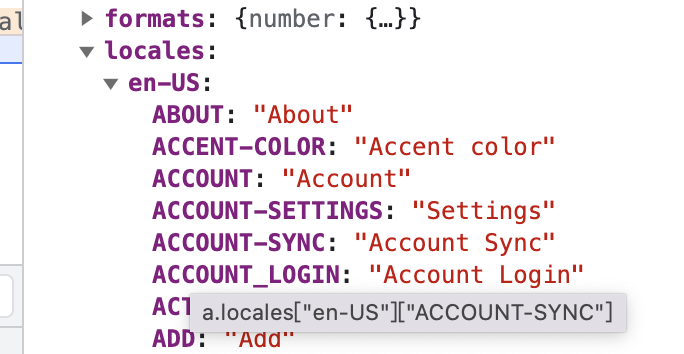 al
▶ formats: {number: {…}}
▼ locales:
▼ en-US:
ABOUT: "About"
ACCENT-COLOR: "Accent color"
ACCOUNT: "Account"
ACCOUNT-SETTINGS: "Settings"
ACCOUNT-SYNC: "Account Sync"
ACCOUNT_LOGIN: "Account Login"
ACT
a.locales["en-US"]["ACCOUNT-SYNC"]
ADD: "Add"